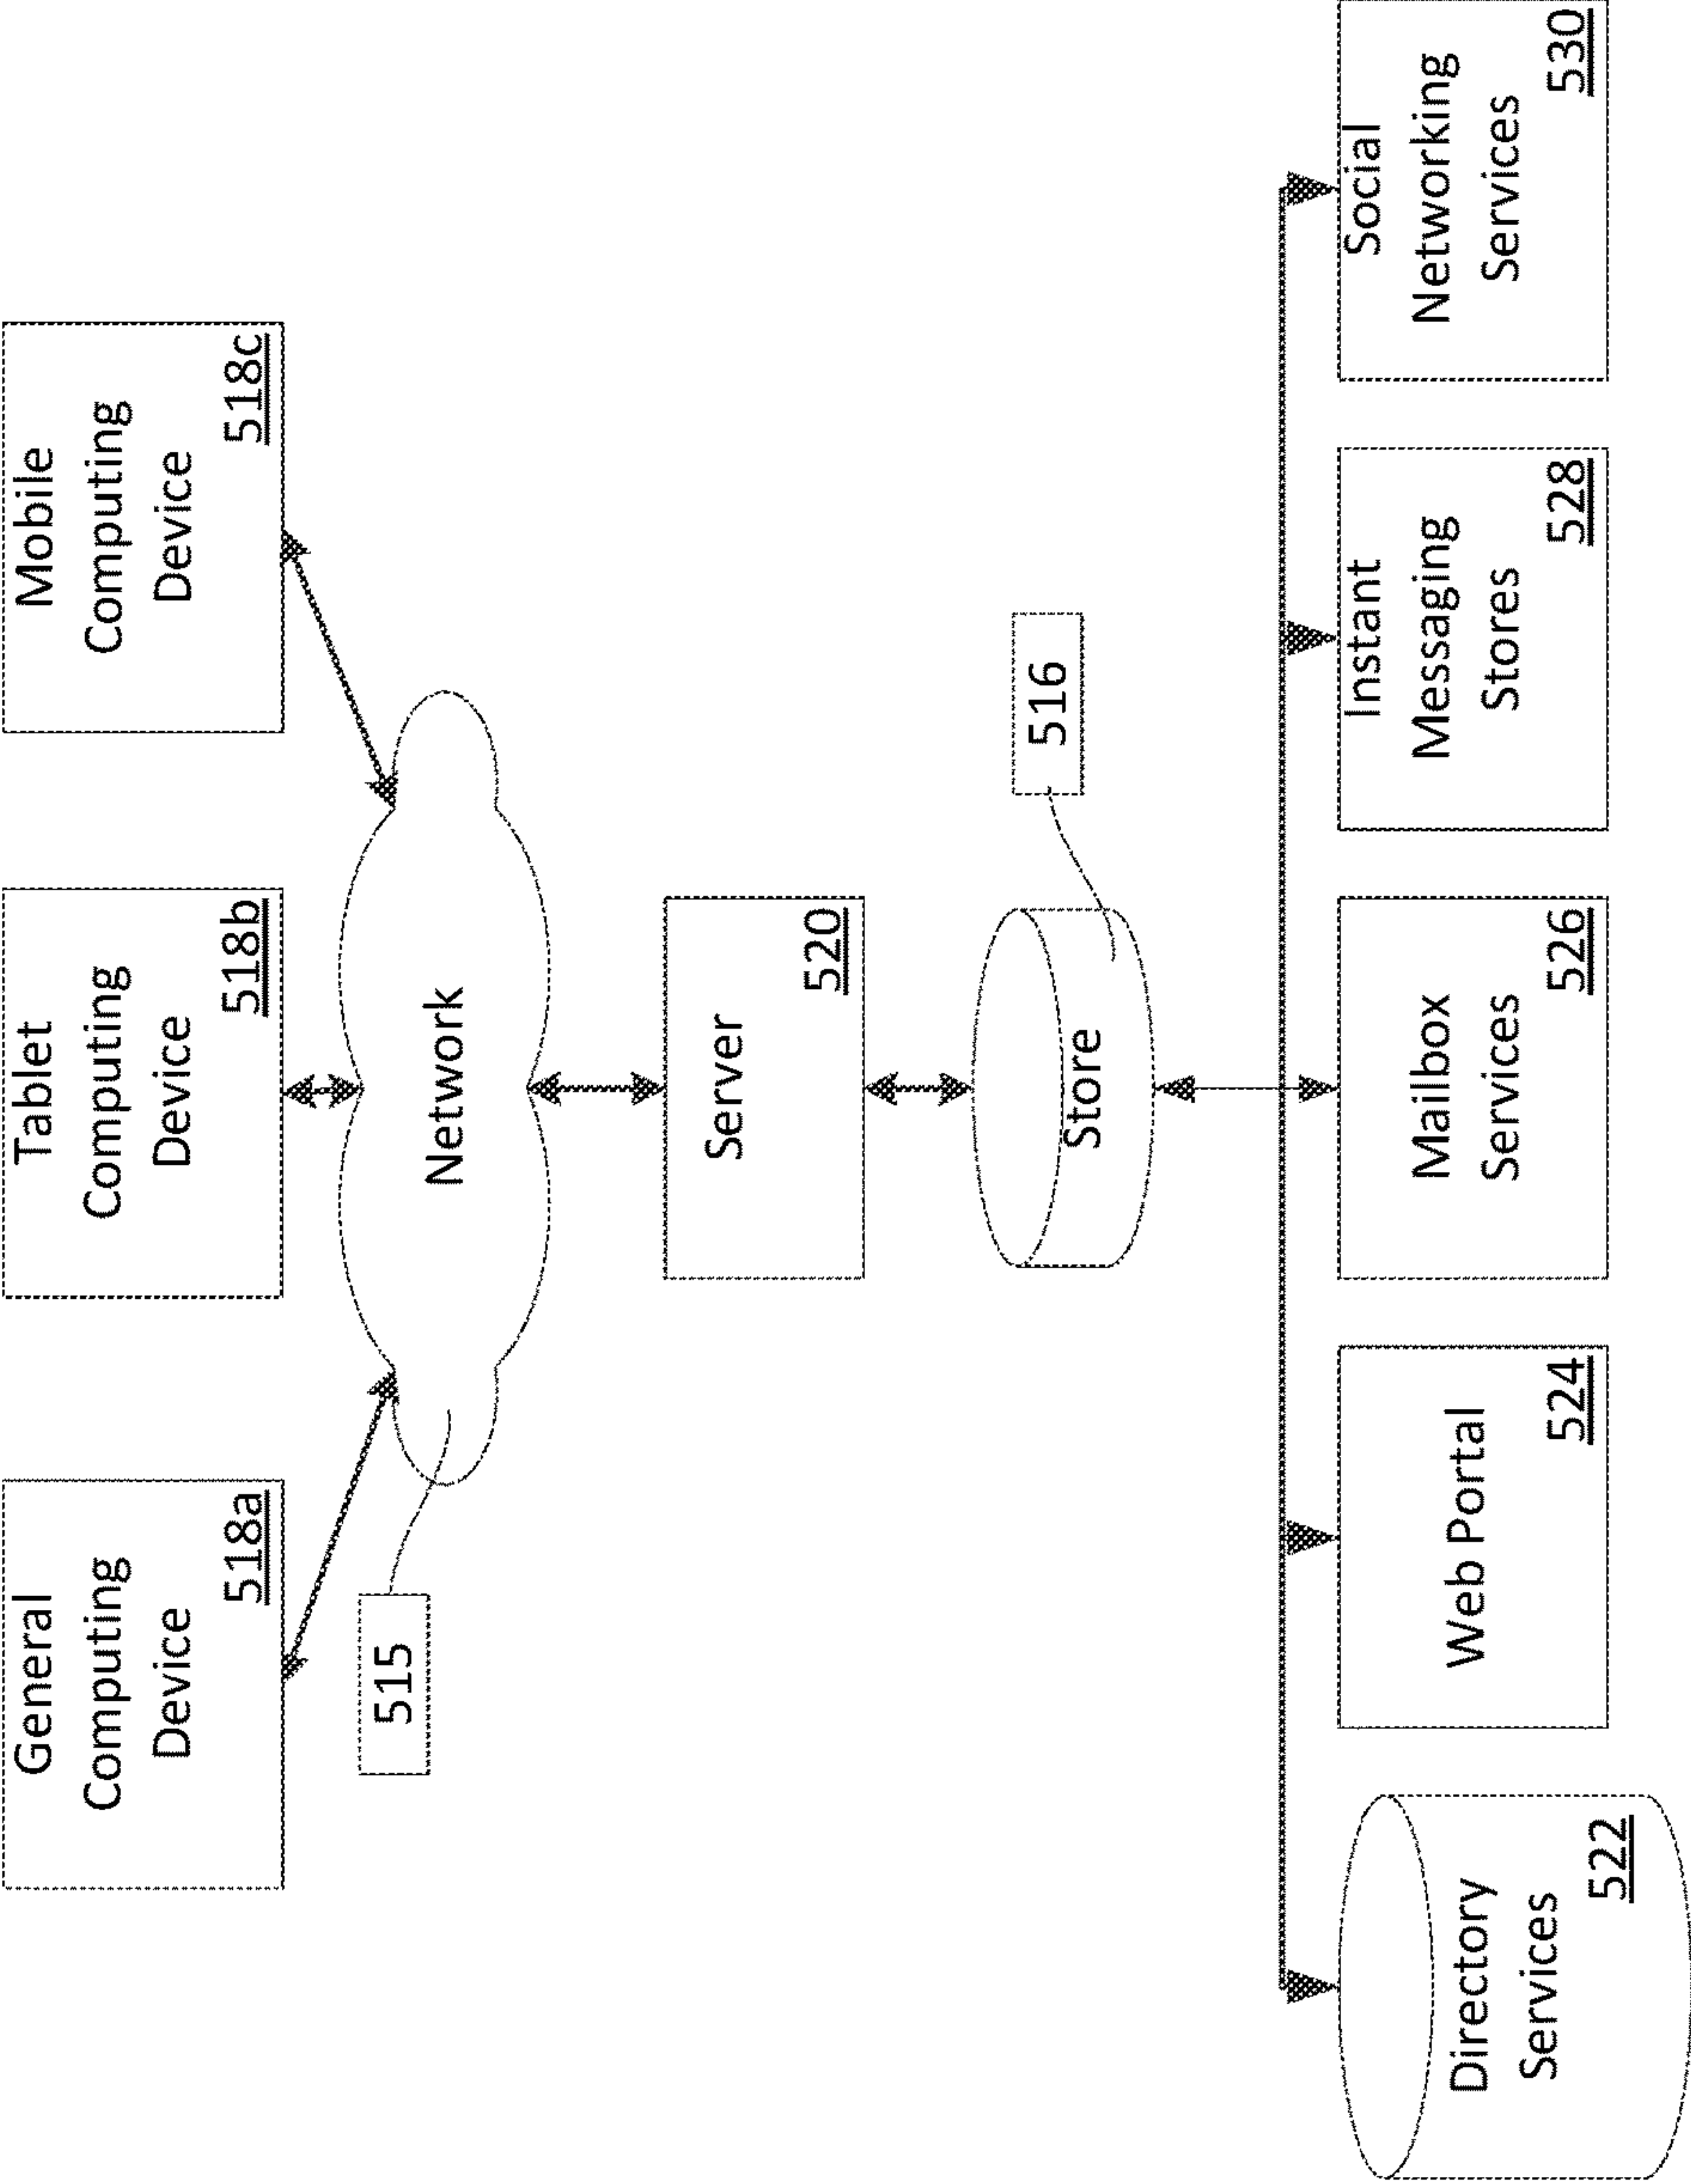 General
Computing
Device
518a
Tablet
Computing
Device
518b
Mobile
Computing
Device
518c
515
Network
Server
520
Store
516
Directory
Services
522
Web Portal
524
Mailbox
Services
526
Instant
Messaging
Stores
528
Social
Networking
Services
530